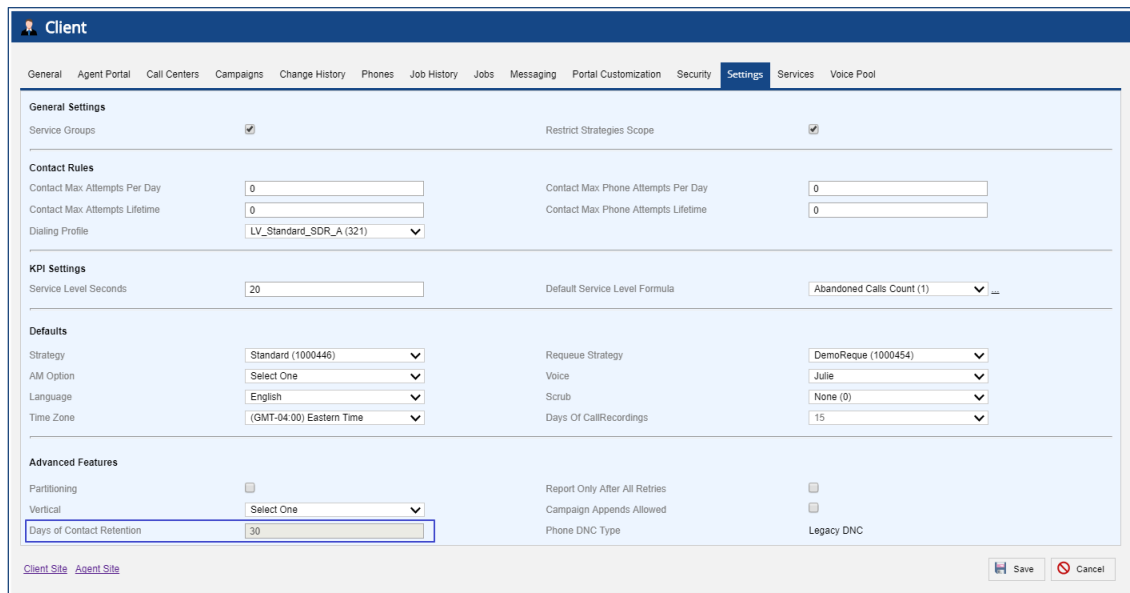 Client
General Agent Portal Call Centers Campaigns Change History Phones Job History Jobs Messaging Portal Customization Security Settings Services Voice Pool
General Settings
Service Groups Restrict Strategies Scope
Contact Rules
Contact Max Attempts Per Day 0 Contact Max Phone Attempts Per Day 0
Contact Max Attempts Lifetime 0 Contact Max Phone Attempts Lifetime 0
Dialing Profile LV_Standard_SDR_A (321)
KPI Settings
Service Level Seconds 20 Default Service Level Formula Abandoned Calls Count (1) ...
Defaults
Strategy Standard (1000446) Requeue Strategy DemoReque (1000454)
AM Option Select One Voice Julie
Language English Scrub None (0)
Time Zone (GMT-04:00) Eastern Time Days Of CallRecordings 15
Advanced Features
Partitioning Report Only After All Retries
Vertical Select One Campaign Appends Allowed
Days of Contact Retention 30 Phone DNC Type Legacy DNC
Client Site Agent Site Save Cancel